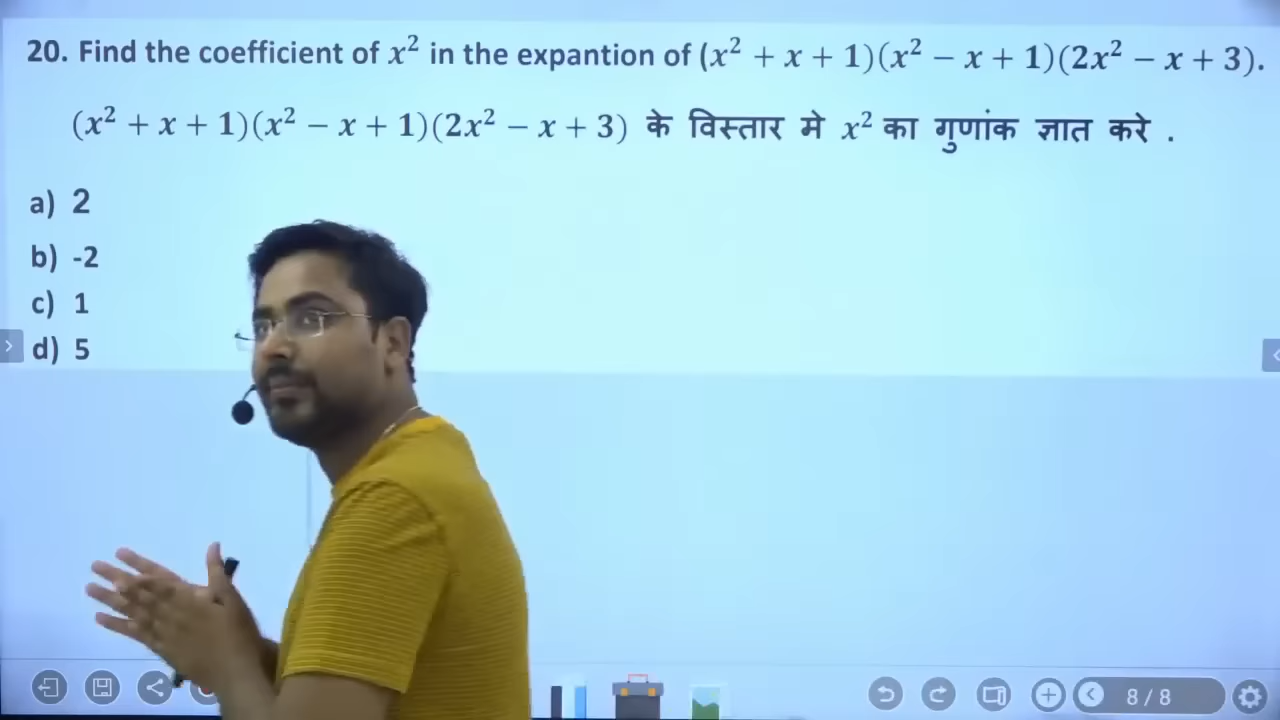 20. Find the coefficient of x² in the expantion of (x² + x + 1)(x² − x + 1)(2x² − x + 3).
(x² + x + 1)(x² − x + 1)(2x² − x + 3) के विस्तार मे x² का गुणांक ज्ञात करे .
a) 2
b) -2
c) 1
d) 5
8 / 8